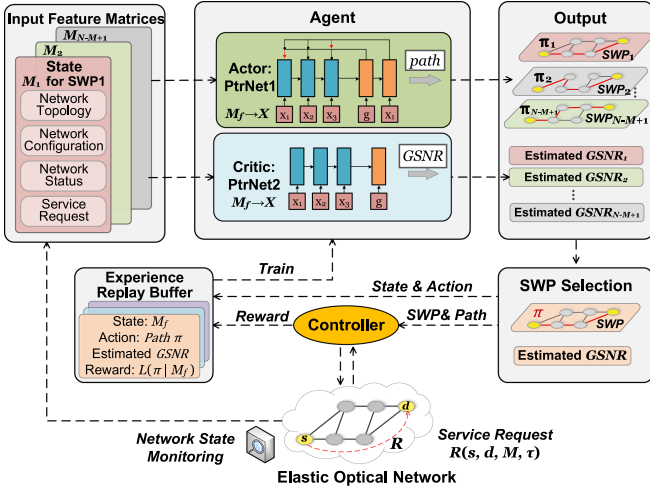 Input Feature Matrices
M_{N-M+1}
M_2
State
M_1 for SWP1
Network
Topology
Network
Configuration
Network
Status
Service
Request
Agent
Actor:
PtrNet1
M_f→X
x_1
x_2
x_3
g
x_1
path
Critic:
PtrNet2
M_f→X
x_1
x_2
x_3
g
GSNR
Output
π_1
SWP_1
π_2
SWP_2
⋮
π_{N-M+1}
SWP_{N-M+1}
Estimated GSNR_1
Estimated GSNR_2
⋮
Estimated GSNR_{N-M+1}
Train
Experience
Replay Buffer
State: M_f
Action: Path π
Estimated GSNR
Reward: L(π | M_f)
State & Action
Reward
Controller
SWP& Path
SWP Selection
π
SWP
Estimated GSNR
Network State
Monitoring
s
d
R
Service Request
R(s, d, M, τ)
Elastic Optical Network